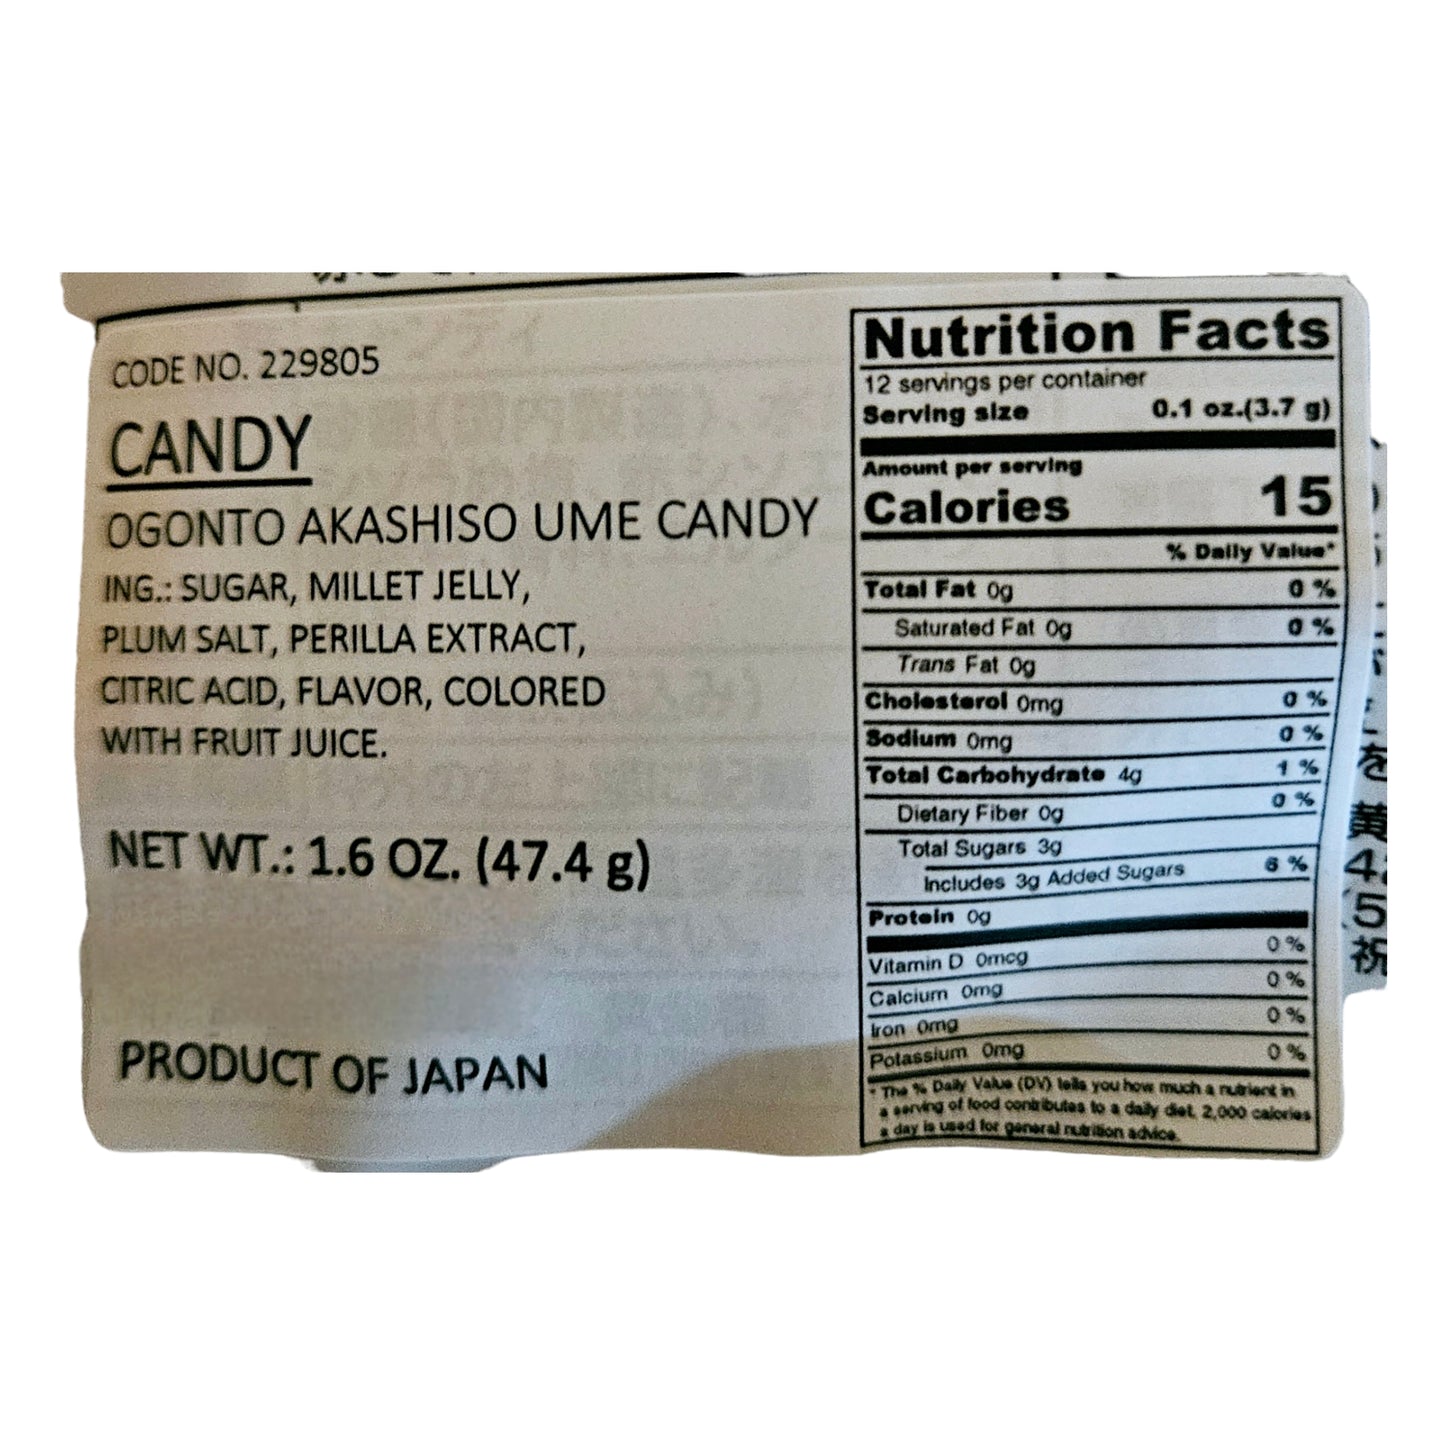 CODE NO. 229805
CANDY
OGONTO AKASHISO UME CANDY
ING.: SUGAR, MILLET JELLY,
PLUM SALT, PERILLA EXTRACT,
CITRIC ACID, FLAVOR, COLORED
WITH FRUIT JUICE.
NET WT.: 1.6 OZ. (47.4 g)
PRODUCT OF JAPAN
Nutrition Facts
12 servings per container
Serving size 0.1 oz.(3.7 g)
Amount per serving
Calories 15
% Daily Value*
Total Fat 0g 0 %
Saturated Fat 0g 0 %
Trans Fat 0g
Cholesterol 0mg 0 %
Sodium 0mg 0 %
Total Carbohydrate 4g 1 %
Dietary Fiber 0g 0 %
Total Sugars 3g
Includes 3g Added Sugars 6 %
Protein 0g
Vitamin D 0mcg 0 %
Calcium 0mg 0 %
Iron 0mg 0 %
Potassium 0mg 0 %
* The % Daily Value (DV) tells you how much a nutrient in
a serving of food contributes to a daily diet. 2,000 calories
a day is used for general nutrition advice.
を
黄
祝